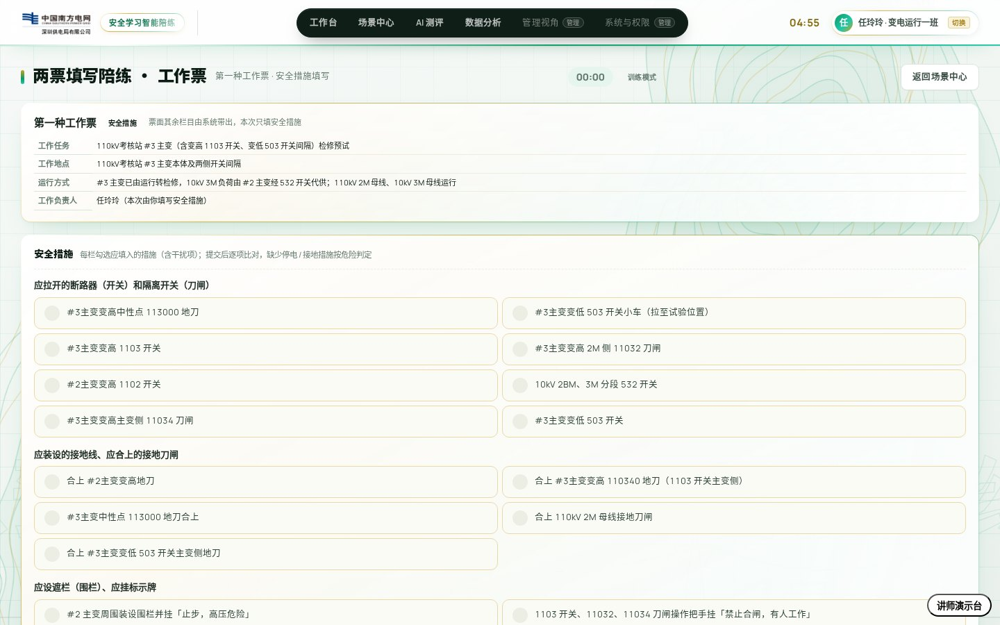 中国南方电网
CHINA SOUTHERN POWER GRID
深圳供电局有限公司
安全学习智能陪练
工作台
场景中心
AI 测评
数据分析
管理视角 管理
系统与权限 管理
04:55
任
任玲玲 · 变电运行一班
切换
两票填写陪练 • 工作票
第一种工作票 · 安全措施填写
00:00
训练模式
返回场景中心
第一种工作票
安全措施
票面其余栏目由系统带出，本次只填安全措施
工作任务 110kV考核站 #3 主变（含变高 1103 开关、变低 503 开关间隔）检修预试
工作地点 110kV考核站 #3 主变本体及两侧开关间隔
运行方式 #3 主变已由运行转检修，10kV 3M 负荷由 #2 主变经 532 开关代供；110kV 2M 母线、10kV 3M 母线运行
工作负责人 任玲玲（本次由你填写安全措施）
安全措施
每栏勾选应填入的措施（含干扰项）；提交后逐项比对，缺少停电 / 接地措施按危险判定
应拉开的断路器（开关）和隔离开关（刀闸）
#3主变变高中性点 113000 地刀
#3主变变低 503 开关小车（拉至试验位置）
#3主变变高 1103 开关
#3主变变高 2M 侧 11032 刀闸
#2主变变高 1102 开关
10kV 2BM、3M 分段 532 开关
#3主变变高主变侧 11034 刀闸
#3主变变低 503 开关
应装设的接地线、应合上的接地刀闸
合上 #2主变变高地刀
合上 #3主变变高 110340 地刀（1103 开关主变侧）
#3主变中性点 113000 地刀合上
合上 110kV 2M 母线接地刀闸
合上 #3主变变低 503 开关主变侧地刀
应设遮栏（围栏）、应挂标示牌
#2 主变周围装设围栏并挂「止步，高压危险」
1103 开关、11032、11034 刀闸操作把手挂「禁止合闸，有人工作」
讲师演示台